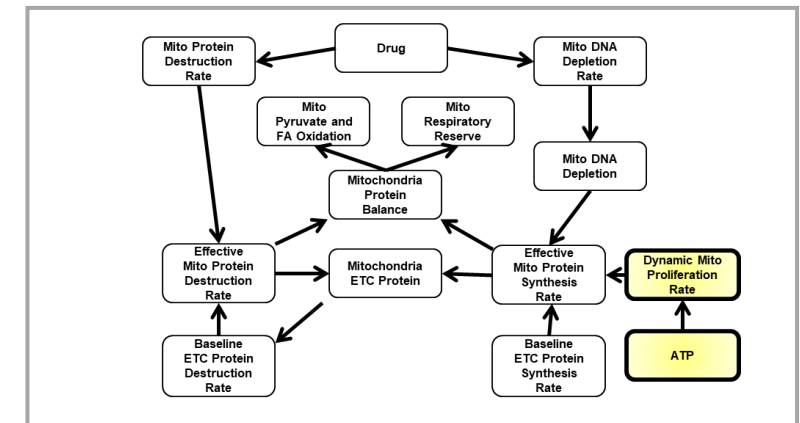 Mito Protein
Destruction
Rate
Drug
Mito DNA
Depletion
Rate
Mito
Pyruvate and
FA Oxidation
Mito
Respiratory
Reserve
Mito DNA
Depletion
Mitochondria
Protein
Balance
Effective
Mito Protein
Destruction
Rate
Mitochondria
ETC Protein
Effective
Mito Protein
Synthesis
Rate
Dynamic Mito
Proliferation
Rate
Baseline
ETC Protein
Destruction
Rate
Baseline
ETC Protein
Synthesis
Rate
ATP